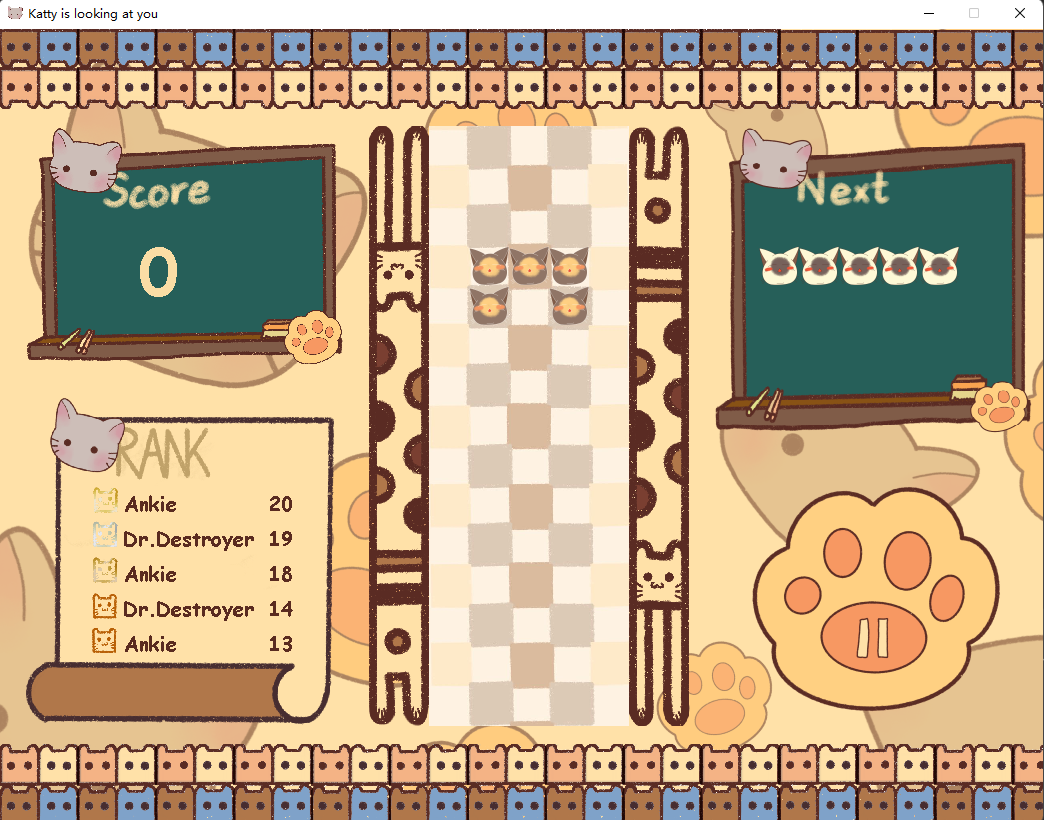 Katty is looking at you
Score
0
Next
RANK
Ankie 20
Dr.Destroyer 19
Ankie 18
Dr.Destroyer 14
Ankie 13